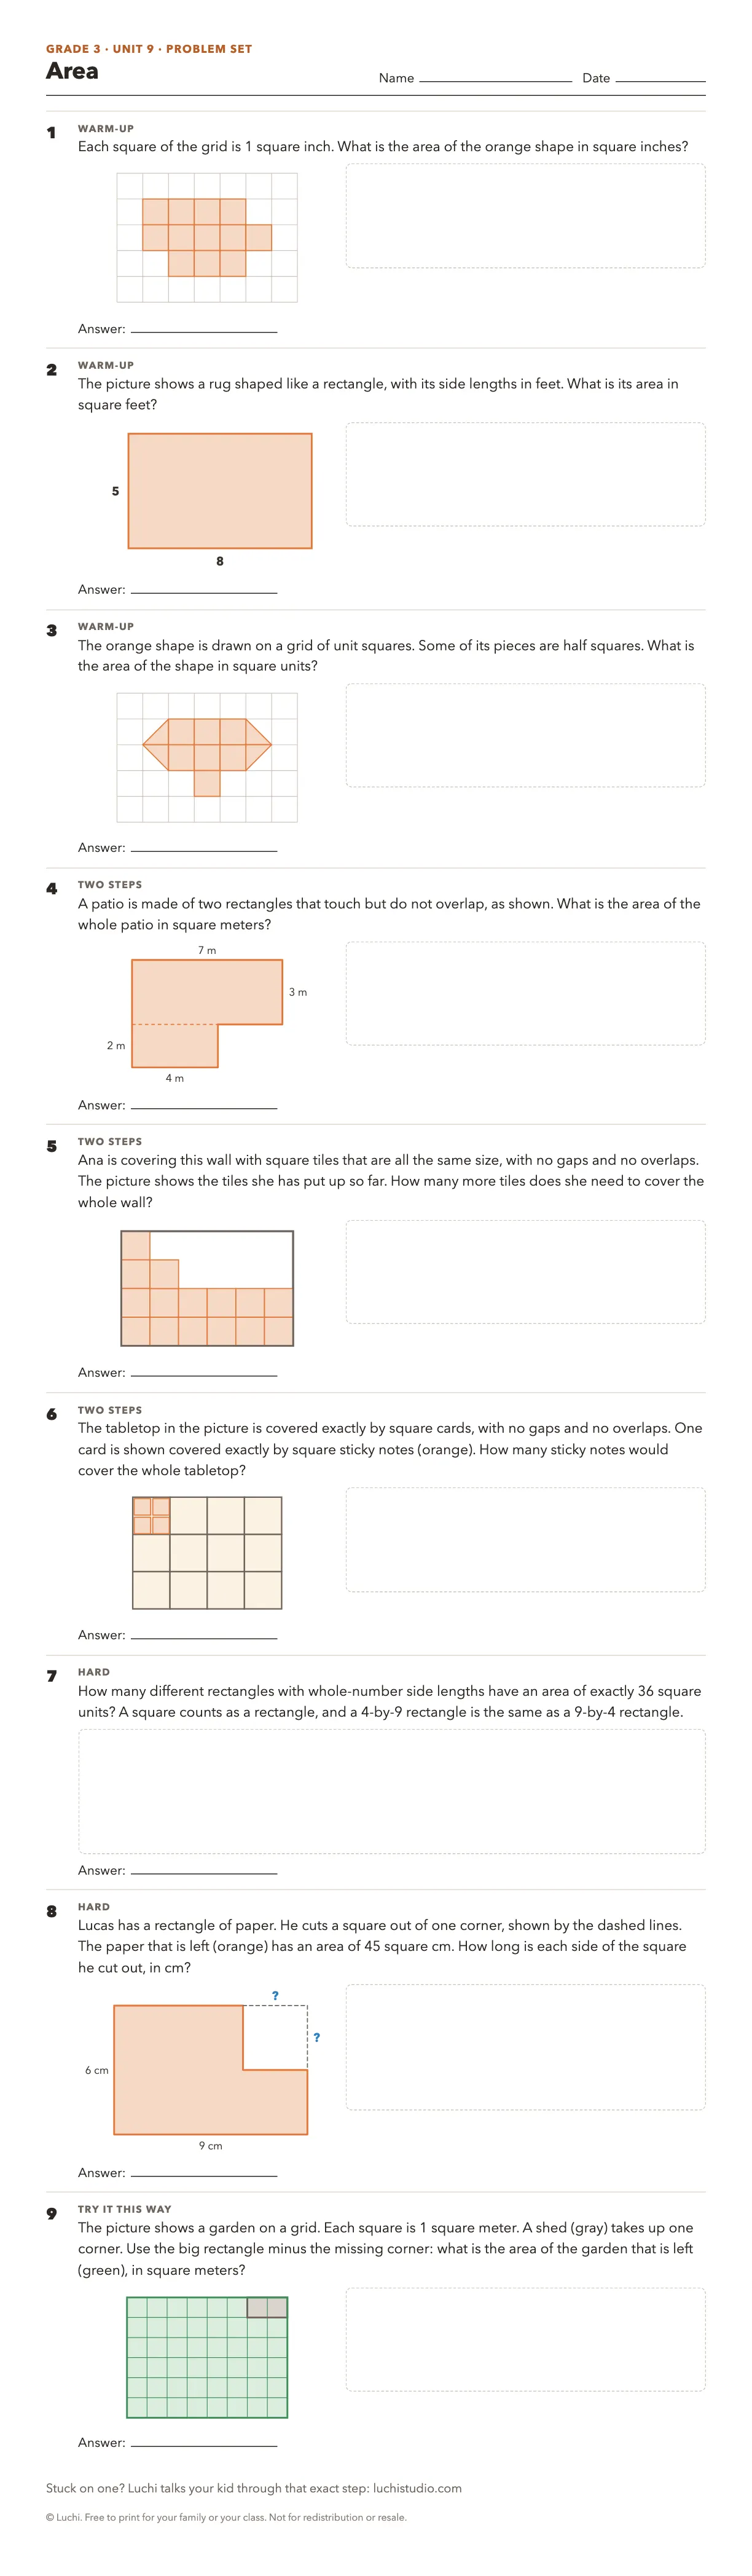 GRADE 3 · UNIT 9 · PROBLEM SET
Area
Name
Date
1
WARM-UP
Each square of the grid is 1 square inch. What is the area of the orange shape in square inches?
Answer:
2
WARM-UP
The picture shows a rug shaped like a rectangle, with its side lengths in feet. What is its area in
square feet?
5
8
Answer:
3
WARM-UP
The orange shape is drawn on a grid of unit squares. Some of its pieces are half squares. What is
the area of the shape in square units?
Answer:
4
TWO STEPS
A patio is made of two rectangles that touch but do not overlap, as shown. What is the area of the
whole patio in square meters?
7 m
3 m
2 m
4 m
Answer:
5
TWO STEPS
Ana is covering this wall with square tiles that are all the same size, with no gaps and no overlaps.
The picture shows the tiles she has put up so far. How many more tiles does she need to cover the
whole wall?
Answer:
6
TWO STEPS
The tabletop in the picture is covered exactly by square cards, with no gaps and no overlaps. One
card is shown covered exactly by square sticky notes (orange). How many sticky notes would
cover the whole tabletop?
Answer:
7
HARD
How many different rectangles with whole-number side lengths have an area of exactly 36 square
units? A square counts as a rectangle, and a 4-by-9 rectangle is the same as a 9-by-4 rectangle.
Answer:
8
HARD
Lucas has a rectangle of paper. He cuts a square out of one corner, shown by the dashed lines.
The paper that is left (orange) has an area of 45 square cm. How long is each side of the square
he cut out, in cm?
?
?
6 cm
9 cm
Answer:
9
TRY IT THIS WAY
The picture shows a garden on a grid. Each square is 1 square meter. A shed (gray) takes up one
corner. Use the big rectangle minus the missing corner: what is the area of the garden that is left
(green), in square meters?
Answer:
Stuck on one? Luchi talks your kid through that exact step: luchistudio.com
© Luchi. Free to print for your family or your class. Not for redistribution or resale.